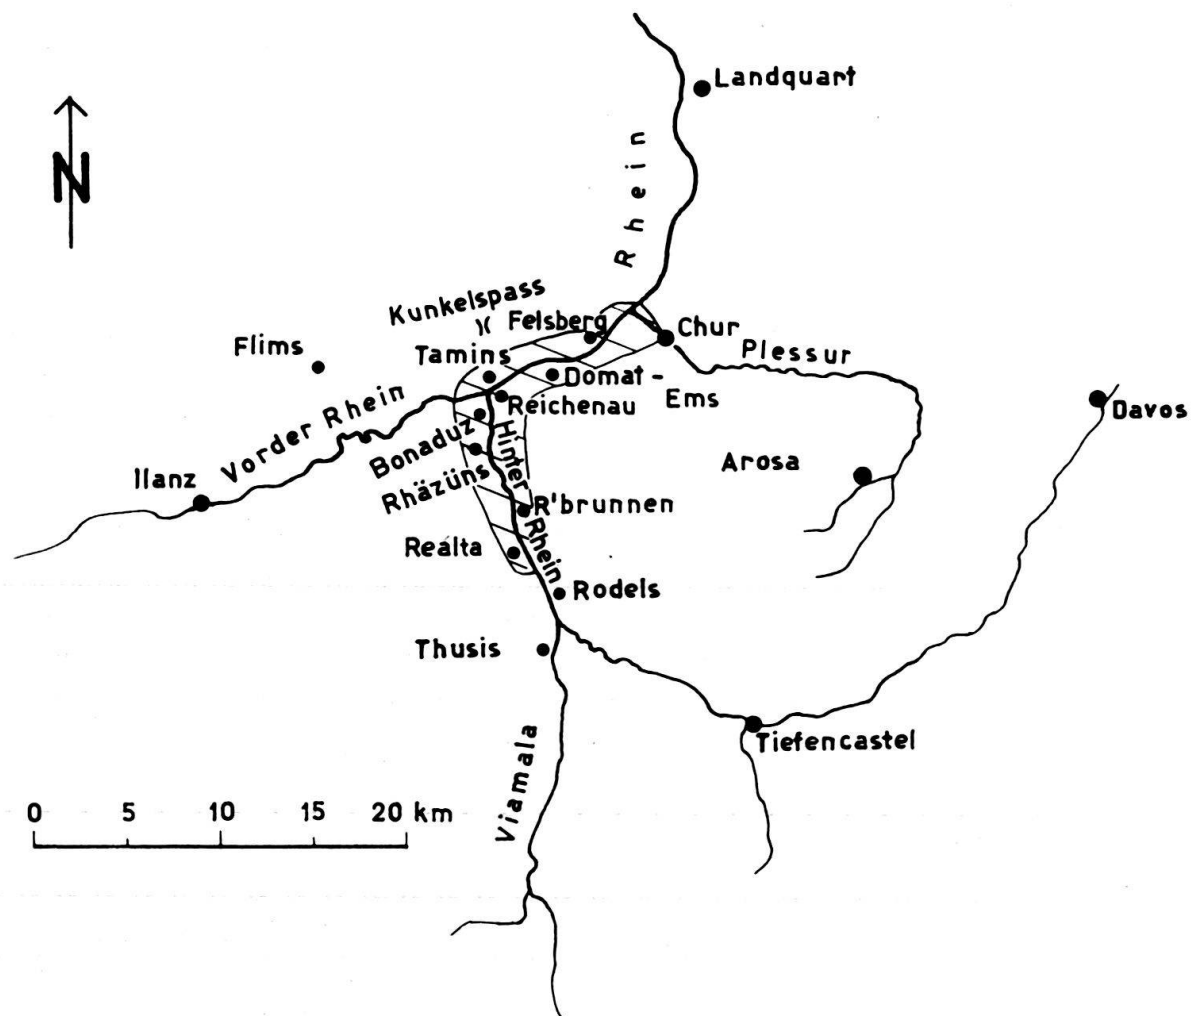 Landquart
N
Rhein
Kunkelspass
Felsberg
Chur
Flims
Tamins
Plessur
Domat-
Ems
Reichenau
Vorder Rhein
Davos
Bonaduz
Hinter Rhein
Arosa
Ilanz
Rhäzüns
R'brunnen
Realta
Rodels
Thusis
Tiefencastel
Viamala
0 5 10 15 20 km